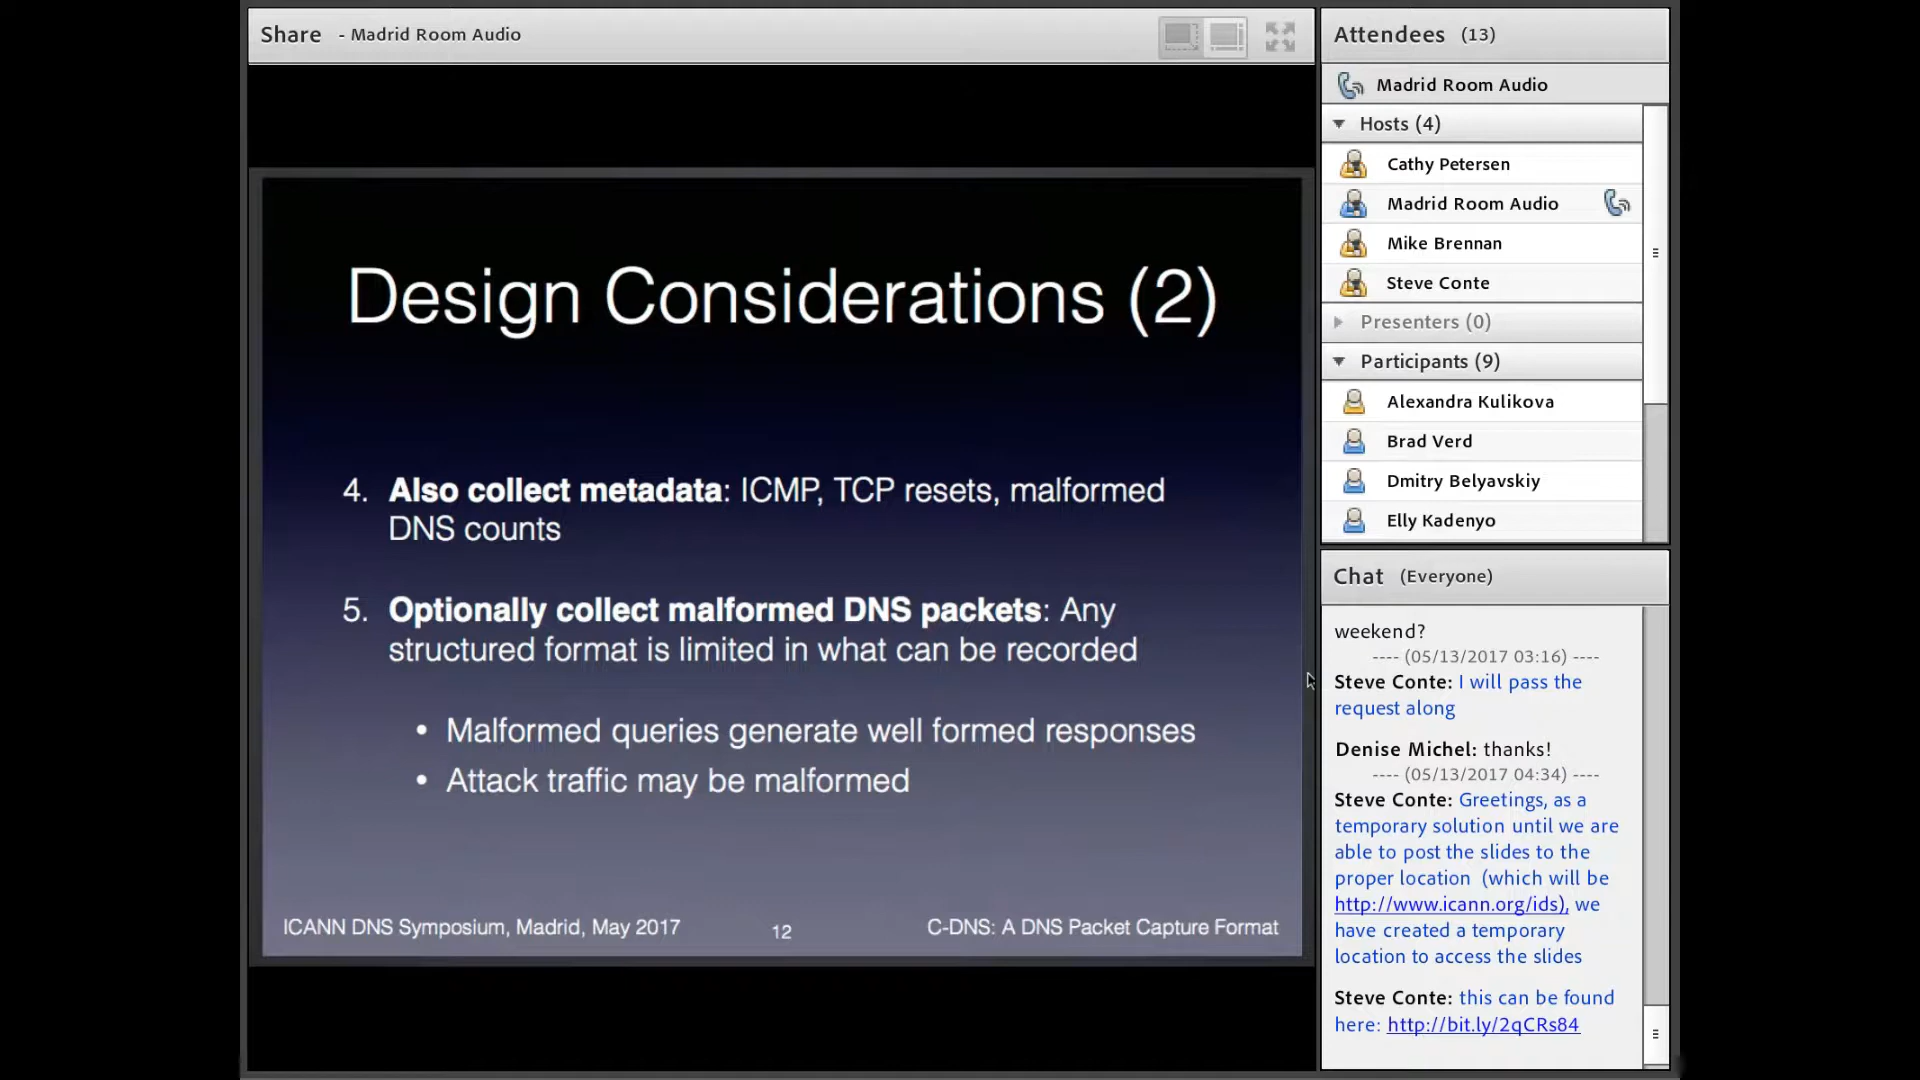 Share - Madrid Room Audio
Design Considerations (2)
4. Also collect metadata: ICMP, TCP resets, malformed
DNS counts
5. Optionally collect malformed DNS packets: Any
structured format is limited in what can be recorded
• Malformed queries generate well formed responses
• Attack traffic may be malformed
ICANN DNS Symposium, Madrid, May 2017
12
C-DNS: A DNS Packet Capture Format
Attendees (13)
Madrid Room Audio
Hosts (4)
Cathy Petersen
Madrid Room Audio
Mike Brennan
Steve Conte
Presenters (0)
Participants (9)
Alexandra Kulikova
Brad Verd
Dmitry Belyavskiy
Elly Kadenyo
Chat (Everyone)
weekend?
---- (05/13/2017 03:16) ----
Steve Conte: I will pass the
request along
Denise Michel: thanks!
---- (05/13/2017 04:34) ----
Steve Conte: Greetings, as a
temporary solution until we are
able to post the slides to the
proper location (which will be
http://www.icann.org/ids), we
have created a temporary
location to access the slides
Steve Conte: this can be found
here: http://bit.ly/2qCRs84